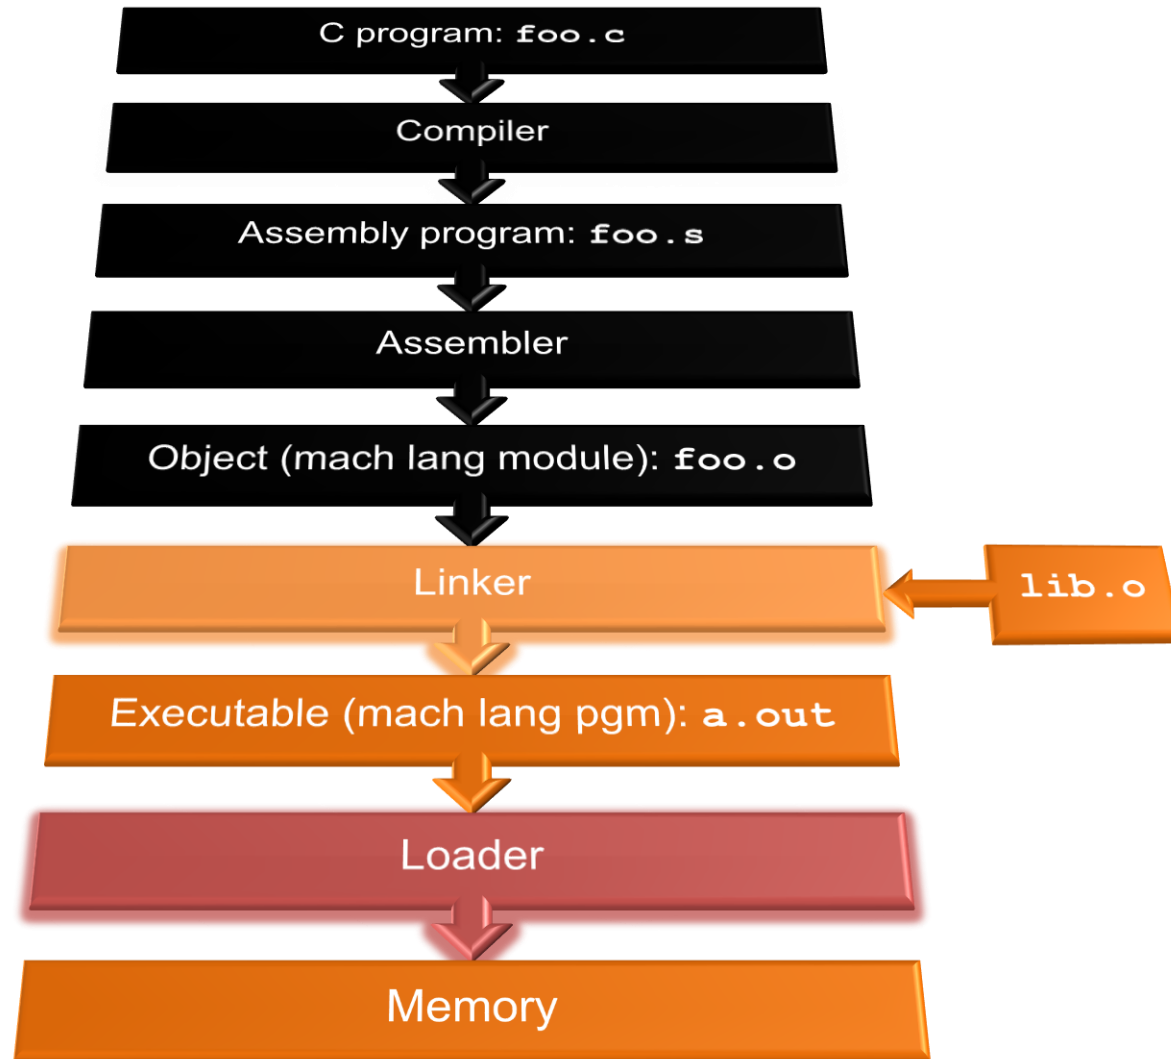 C program: foo.c
Compiler
Assembly program: foo.s
Assembler
Object (mach lang module): foo.o
Linker
lib.o
Executable (mach lang pgm): a.out
Loader
Memory